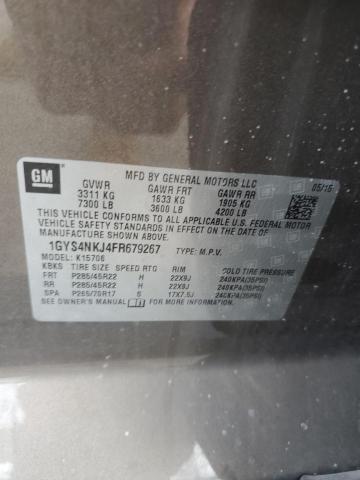 GM
MFD BY GENERAL MOTORS LLC
05/15
GVWR GAWR FRT GAWR RR
3311 KG 1633 KG 1905 KG
7300 LB 3600 LB 4200 LB
THIS VEHICLE CONFORMS TO ALL APPLICABLE U.S. FEDERAL MOTOR
VEHICLE SAFETY STANDARDS IN EFFECT ON THE DATE OF
MANUFACTURE SHOWN ABOVE.
1GYS4NKJ4FR679267 TYPE: M.P.V.
MODEL: K15706
KBKS TIRE SIZE SPEED RTG RIM COLD TIRE PRESSURE
FRT P285/45R22 H 22X9J 240KPA(35PSI)
RR P285/45R22 H 22X9J 240KPA(35PSI)
SPA P265/70R17 S 17X7.5J 240KPA(35PSI)
SEE OWNER'S MANUAL FOR MORE INFORMATION.